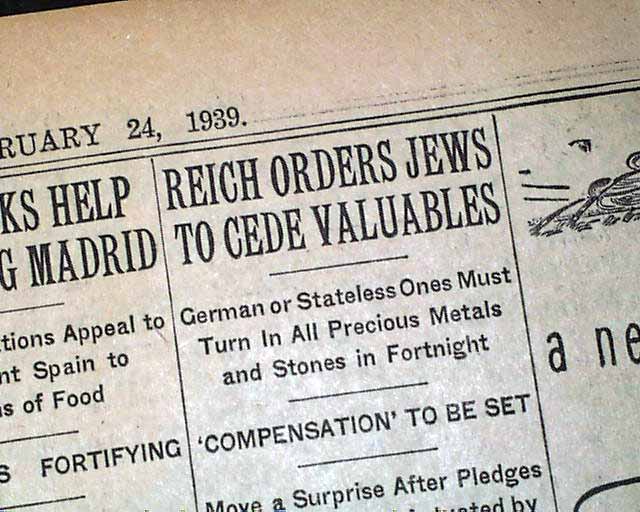 RUARY 24, 1939.
KS HELP
G MADRID
tions Appeal to
nt Spain to
s of Food
S FORTIFYING
REICH ORDERS JEWS
TO CEDE VALUABLES
German or Stateless Ones Must
Turn In All Precious Metals
and Stones in Fortnight
'COMPENSATION' TO BE SET
Move a Surprise After Pledges
by
a ne